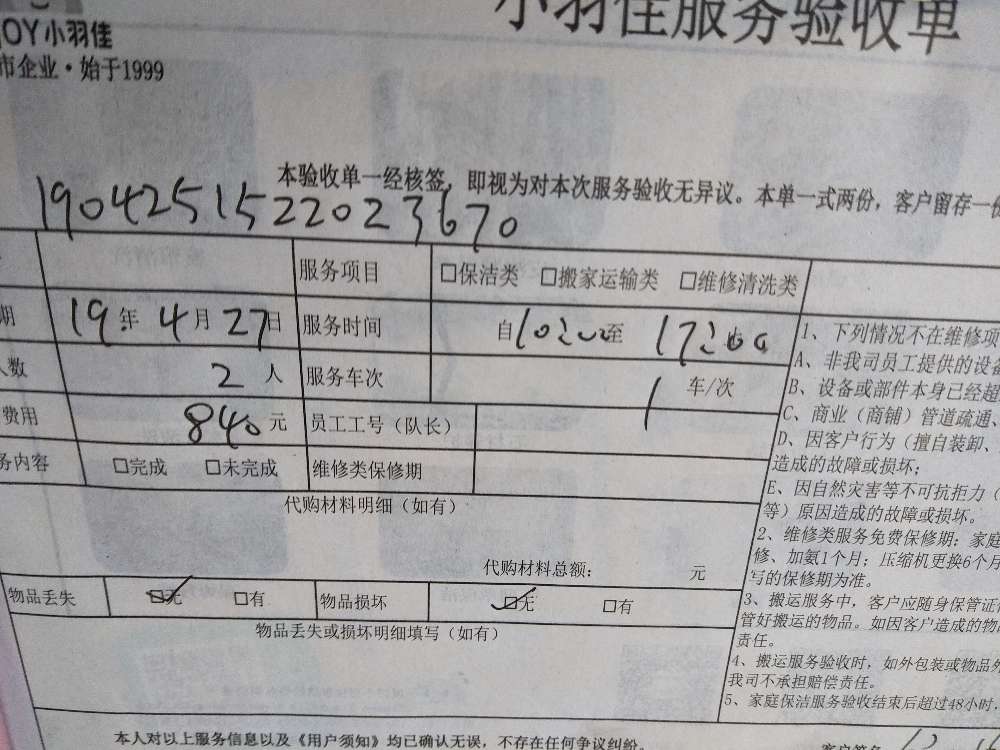 小羽佳服务验收单
OY小羽佳
市企业·始于1999
本验收单一经核签，即视为对本次服务验收无异议。本单一式两份，客户留存一份
190425152202 3670
服务项目 □保洁类 □搬家运输类 □维修清洗类
期 19年 4月 27日 服务时间 自10:00至 17:00
人数 2 人 服务车次 1 车/次
费用 840元 员工工号（队长）
务内容 □完成 □未完成 维修类保修期
代购材料明细（如有）
代购材料总额： 元
物品丢失 ☑无 □有 物品损坏 ☑无 □有
物品丢失或损坏明细填写（如有）
1、下列情况不在维修项
A、非我司员工提供的设备
B、设备或部件本身已经超
C、商业（商铺）管道疏通、
D、因客户行为（擅自装卸、
造成的故障或损坏；
E、因自然灾害等不可抗拒力（
等）原因造成的故障或损坏。
2、维修类服务免费保修期：家庭
修、加氨1个月；压缩机更换6个月
写的保修期为准。
3、搬运服务中，客户应随身保管证
管好搬运的物品。如因客户造成的物品
责任。
4、搬运服务验收时，如外包装或物品外
我司不承担赔偿责任。
5、家庭保洁服务验收结束后超过48小时，
本人对以上服务信息以及《用户须知》均已确认无误，不存在任何争议纠纷。
客户签名